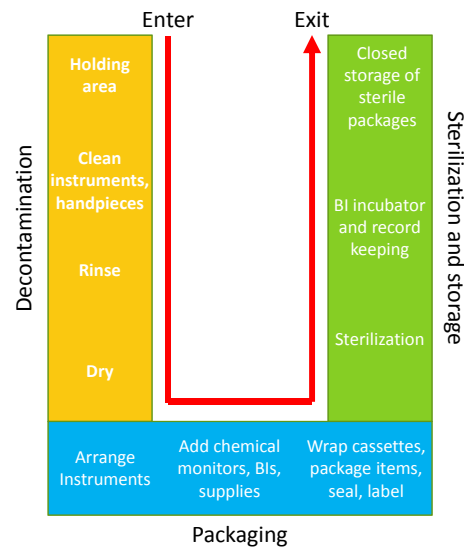 Enter
Exit
Decontamination
Holding
area
Clean
instruments,
handpieces
Rinse
Dry
Arrange
Instruments
Add chemical
monitors, BIs,
supplies
Wrap cassettes,
package items,
seal, label
Packaging
Closed
storage of
sterile
packages
BI incubator
and record
keeping
Sterilization
Sterilization and storage